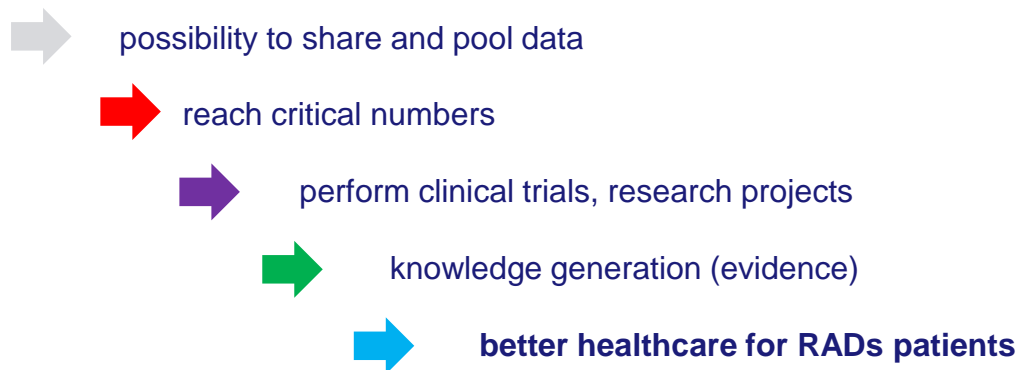 possibility to share and pool data
reach critical numbers
perform clinical trials, research projects
knowledge generation (evidence)
better healthcare for RADs patients